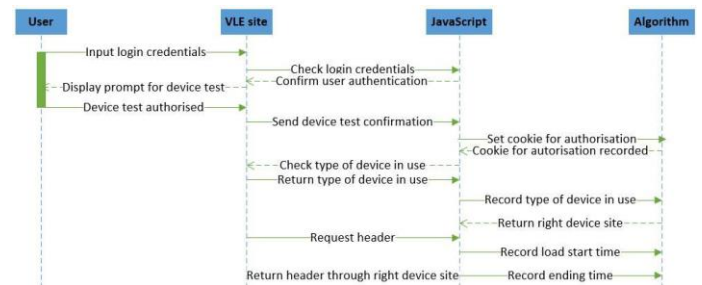 User VLE site JavaScript Algorithm
Input login credentials
Check login credentials
Confirm user authentication
Display prompt for device test
Device test authorised
Send device test confirmation
Set cookie for authorisation
Cookie for autorisation recorded
Check type of device in use
Return type of device in use
Record type of device in use
Return right device site
Request header
Record load start time
Return header through right device site Record ending time